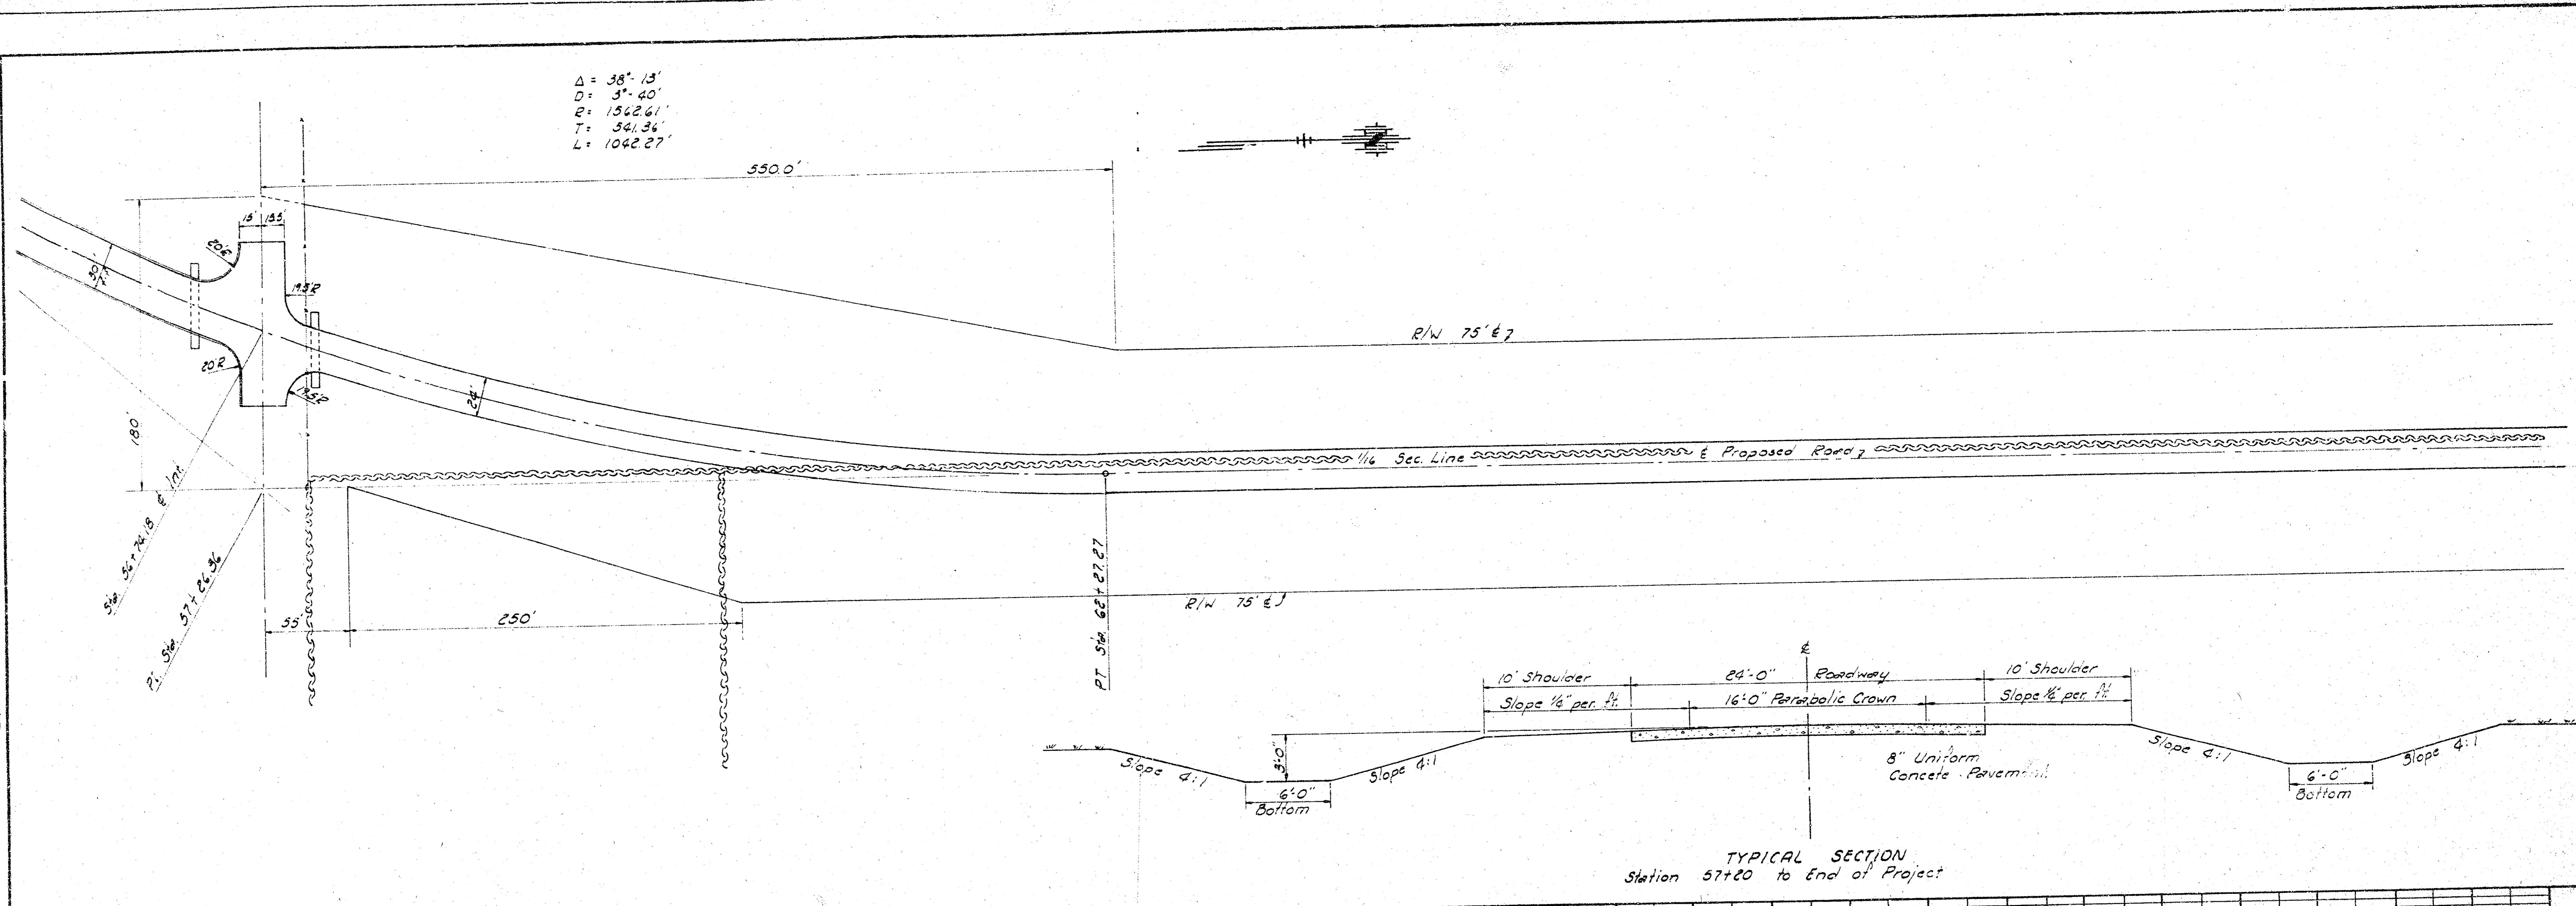 Δ = 38°-13'
D = 3°-40'
R = 1562.61'
T = 541.36'
L = 1042.27'
550.0'
15' 15.5'
20'R
30'
19.5'R
R/W 75' ℄
20'R
19.5'R
24'
180'
1/16 Sec. Line
℄ Proposed Road
Sta. 56+74.18 ℄ Int.
P.I. Sta. 57+26.36
PT Sta. 62+27.27
R/W 75' ℄
55'
250'
℄
10' Shoulder
24'-0" Roadway
10' Shoulder
Slope 1/4" per. ft.
16'-0" Parabolic Crown
Slope 1/4" per. ft.
3'-0"
Slope 4:1
Slope 4:1
Slope 4:1
Slope 4:1
8" Uniform
Concete Pavement
6'-0"
Bottom
6'-0"
Bottom
TYPICAL SECTION
Station 57+20 to End of Project